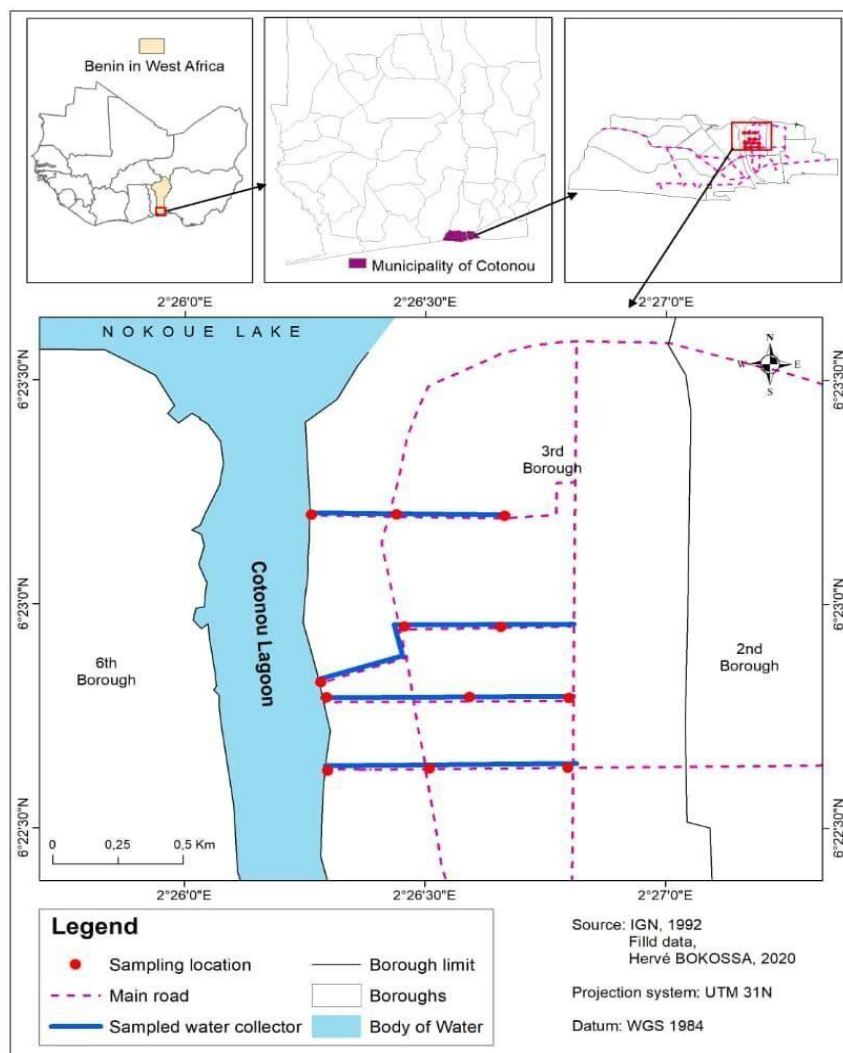 Benin in West Africa
Municipality of Cotonou
2°26'0"E
2°26'30"E
2°27'0"E
NOKOUE LAKE
N
W
E
S
6°23'30"N
6°23'30"N
3rd
Borough
6°23'0"N
6°23'0"N
Cotonou Lagoon
6th
Borough
2nd
Borough
6°22'30"N
6°22'30"N
0
0,25
0,5 Km
2°26'0"E
2°26'30"E
2°27'0"E
Legend
Sampling location
Main road
Sampled water collector
Borough limit
Boroughs
Body of Water
Source: IGN, 1992
Filld data,
Hervé BOKOSSA, 2020
Projection system: UTM 31N
Datum: WGS 1984